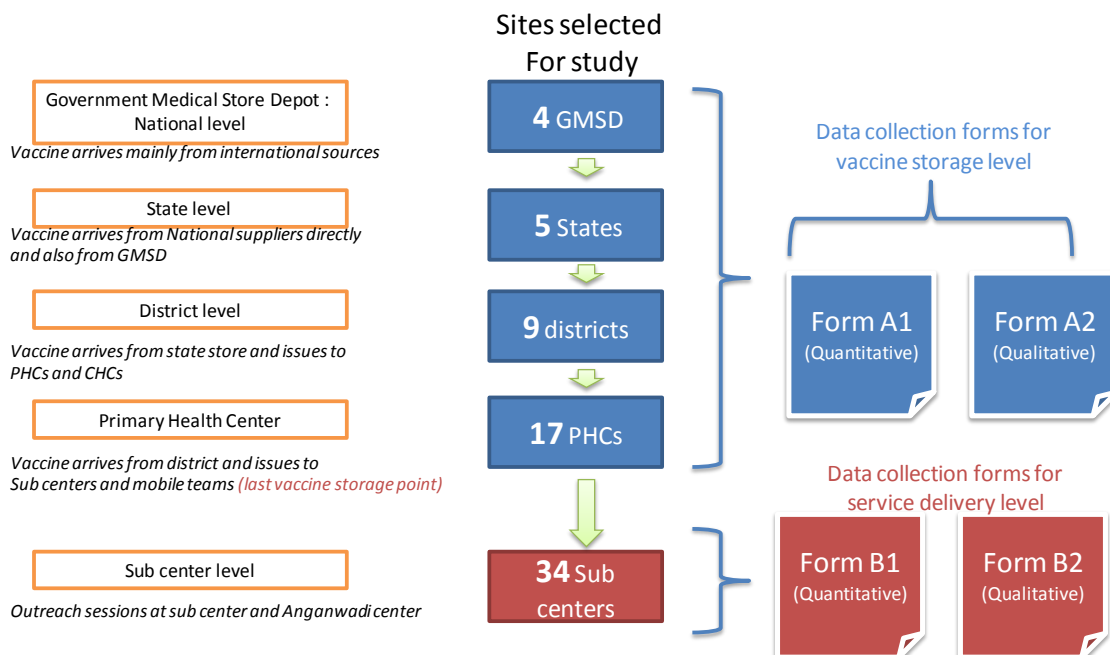 Sites selected
For study
Government Medical Store Depot :
National level
Vaccine arrives mainly from international sources
4 GMSD
State level
Vaccine arrives from National suppliers directly
and also from GMSD
5 States
District level
Vaccine arrives from state store and issues to
PHCs and CHCs
9 districts
Primary Health Center
Vaccine arrives from district and issues to
Sub centers and mobile teams (last vaccine storage point)
17 PHCs
Sub center level
Outreach sessions at sub center and Anganwadi center
34 Sub
centers
Data collection forms for
vaccine storage level
Form A1
(Quantitative)
Form A2
(Qualitative)
Data collection forms for
service delivery level
Form B1
(Quantitative)
Form B2
(Qualitative)